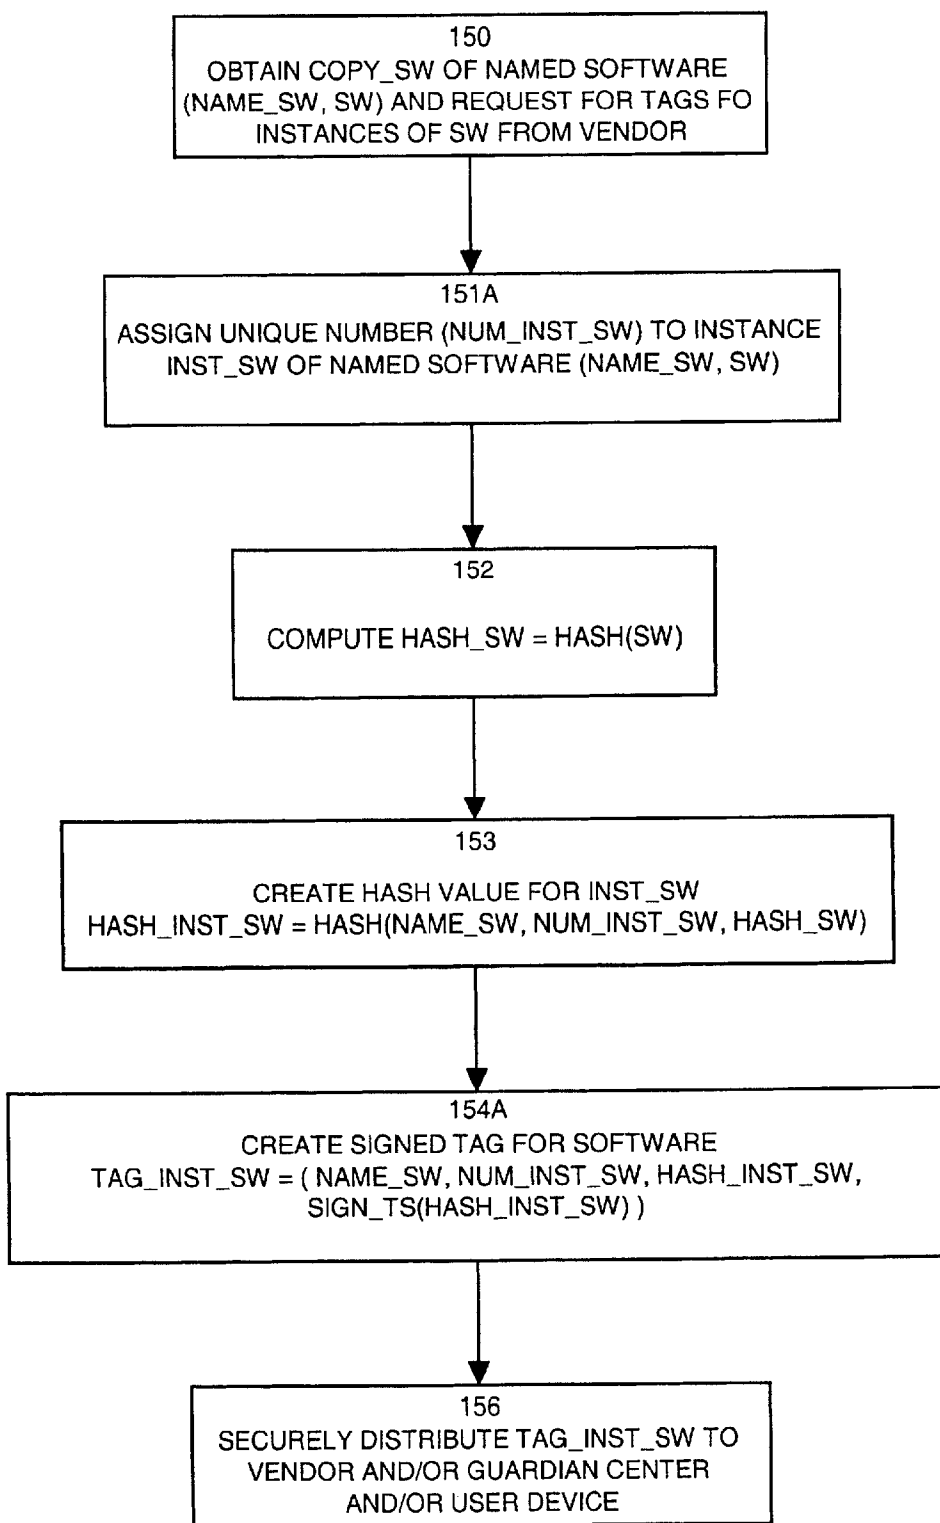 150
OBTAIN COPY_SW OF NAMED SOFTWARE
(NAME_SW, SW) AND REQUEST FOR TAGS FO
INSTANCES OF SW FROM VENDOR
151A
ASSIGN UNIQUE NUMBER (NUM_INST_SW) TO INSTANCE
INST_SW OF NAMED SOFTWARE (NAME_SW, SW)
152
COMPUTE HASH_SW = HASH(SW)
153
CREATE HASH VALUE FOR INST_SW
HASH_INST_SW = HASH(NAME_SW, NUM_INST_SW, HASH_SW)
154A
CREATE SIGNED TAG FOR SOFTWARE
TAG_INST_SW = ( NAME_SW, NUM_INST_SW, HASH_INST_SW,
SIGN_TS(HASH_INST_SW) )
156
SECURELY DISTRIBUTE TAG_INST_SW TO
VENDOR AND/OR GUARDIAN CENTER
AND/OR USER DEVICE